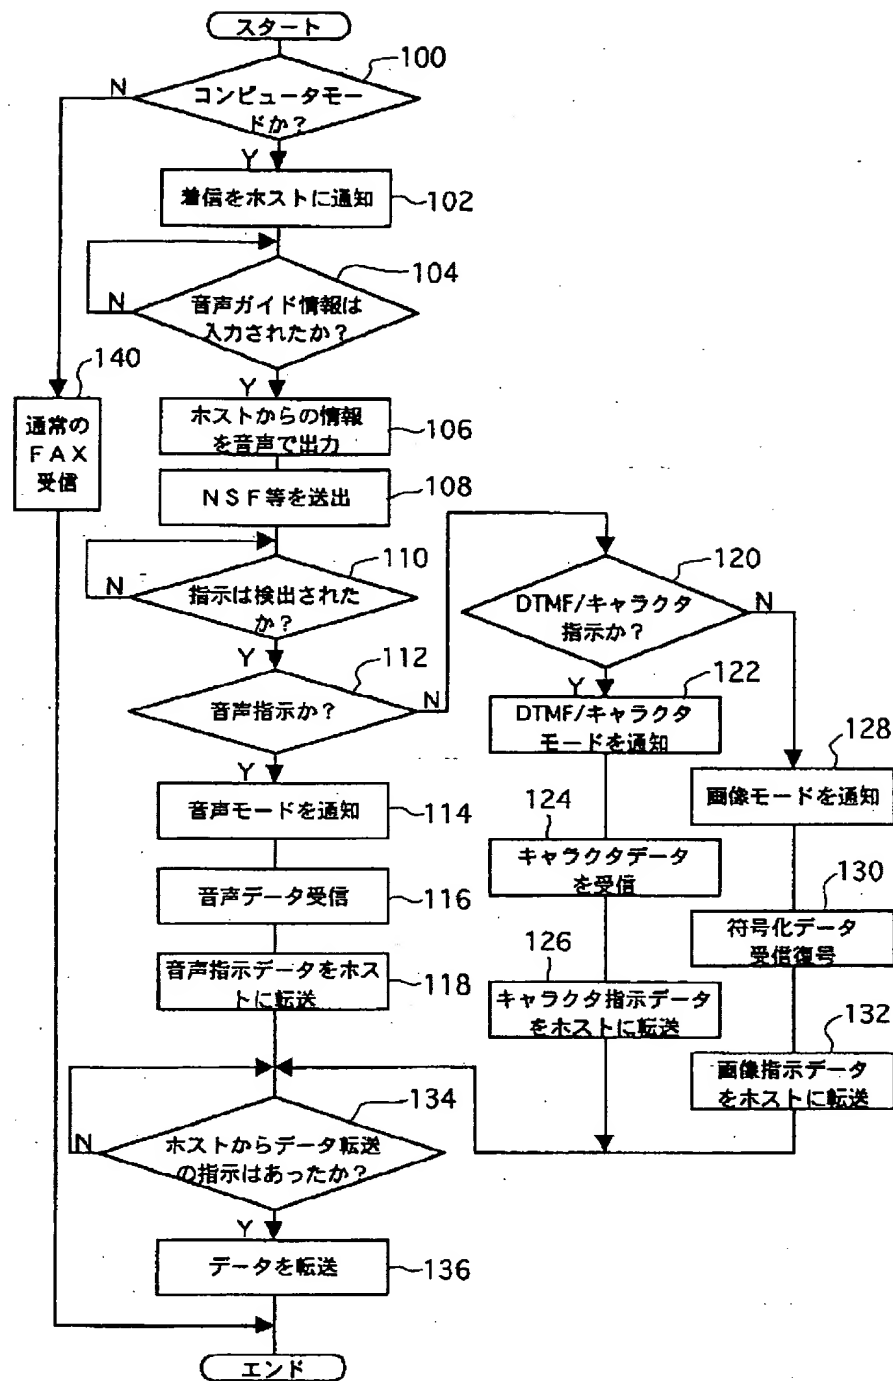 スタート
100
コンピュータモー
ドか？
N
Y
着信をホストに通知
102
104
音声ガイド情報は
入力されたか？
N
Y
140
通常の
ＦＡＸ
受信
ホストからの情報
を音声で出力
106
ＮＳＦ等を送出
108
110
指示は検出された
か？
N
Y
112
音声指示か？
N
Y
音声モードを通知
114
音声データ受信
116
音声指示データをホス
トに転送
118
120
DTMF/キャラクタ
指示か？
N
Y
122
DTMF/キャラクタ
モードを通知
124
キャラクタデータ
を受信
126
キャラクタ指示データ
をホストに転送
128
画像モードを通知
130
符号化データ
受信復号
132
画像指示データ
をホストに転送
134
ホストからデータ転送
の指示はあったか？
N
Y
データを転送
136
エンド